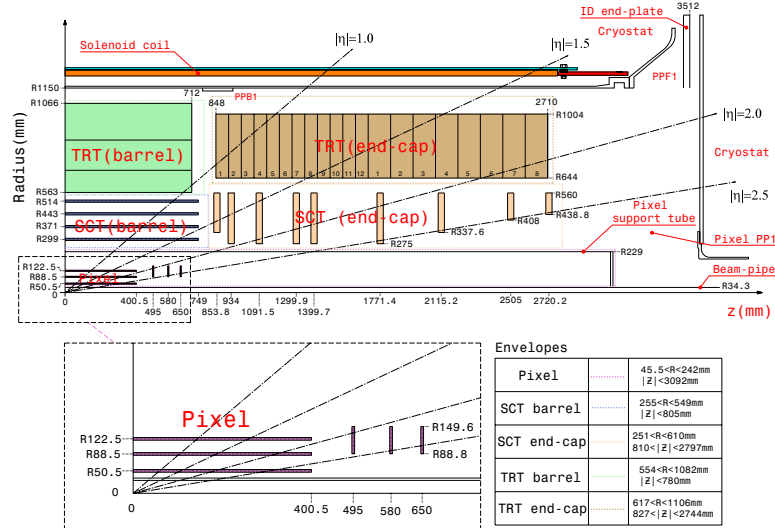 3512
ID end-plate
Cryostat
Solenoid coil
|η|=1.0
|η|=1.5
PPF1
R1150
PPB1
R1066
712
848
2710
R1004
TRT(barrel)
TRT(end-cap)
|η|=2.0
Radius(mm)
Cryostat
1 2 3 4 5 6 7 8 9 10 11 12 1 2 3 4 5 6 7 8
R644
R563
|η|=2.5
R514
R560
R443
SCT(barrel)
SCT (end-cap)
R438.8
R408
Pixel
support tube
R371
R337.6
R299
R275
Pixel PP1
R229
R122.5
Pixel
R88.5
Beam-pipe
R50.5
R34.3
0
0
400.5 580 749 934 1299.9 1771.4 2115.2 2505 2720.2
495 650 853.8 1091.5 1399.7
z(mm)
Pixel
R149.6
R122.5
R88.5
R88.8
R50.5
0
0
400.5 495 580 650
Envelopes
Pixel
45.5<R<242mm
|Z|<3092mm
SCT barrel
255<R<549mm
|Z|<805mm
SCT end-cap
251<R<610mm
810<|Z|<2797mm
TRT barrel
554<R<1082mm
|Z|<780mm
TRT end-cap
617<R<1106mm
827<|Z|<2744mm